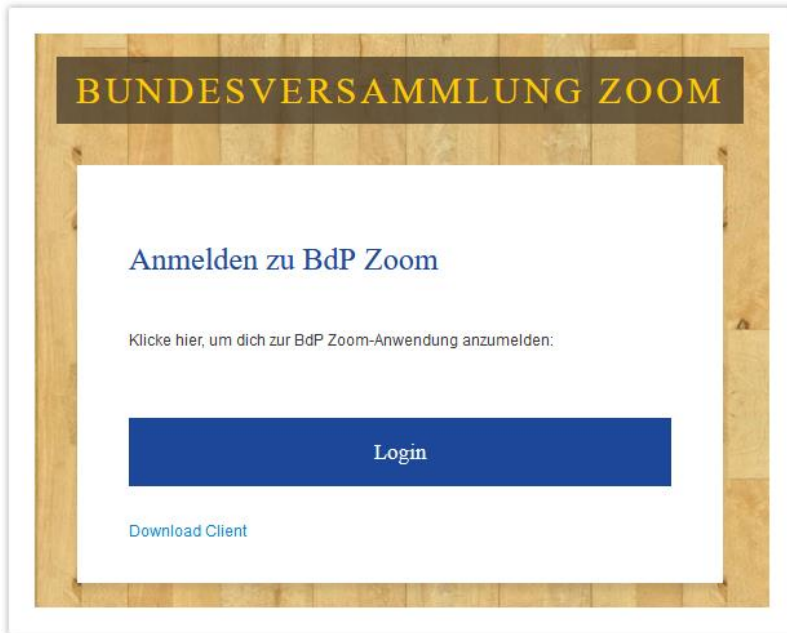 BUNDESVERSAMMLUNG ZOOM
Anmelden zu BdP Zoom
Klicke hier, um dich zur BdP Zoom-Anwendung anzumelden:
Login
Download Client